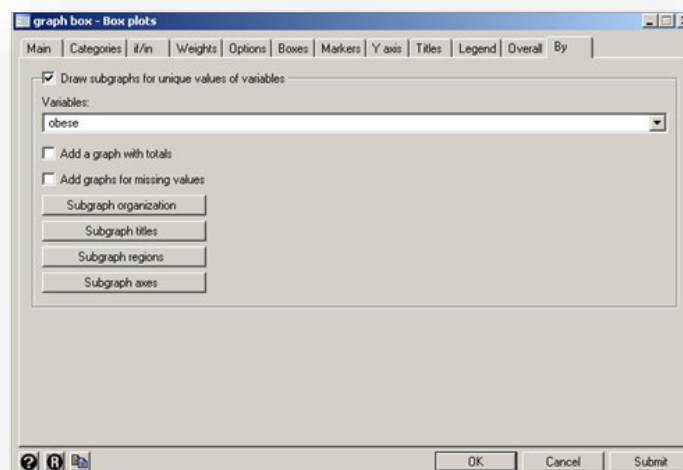 graph box - Box plots
Main Categories if/in Weights Options Boxes Markers Y axis Titles Legend Overall By
Draw subgraphs for unique values of variables
Variables:
obese
Add a graph with totals
Add graphs for missing values
Subgraph organization
Subgraph titles
Subgraph regions
Subgraph axes
? R OK Cancel Submit